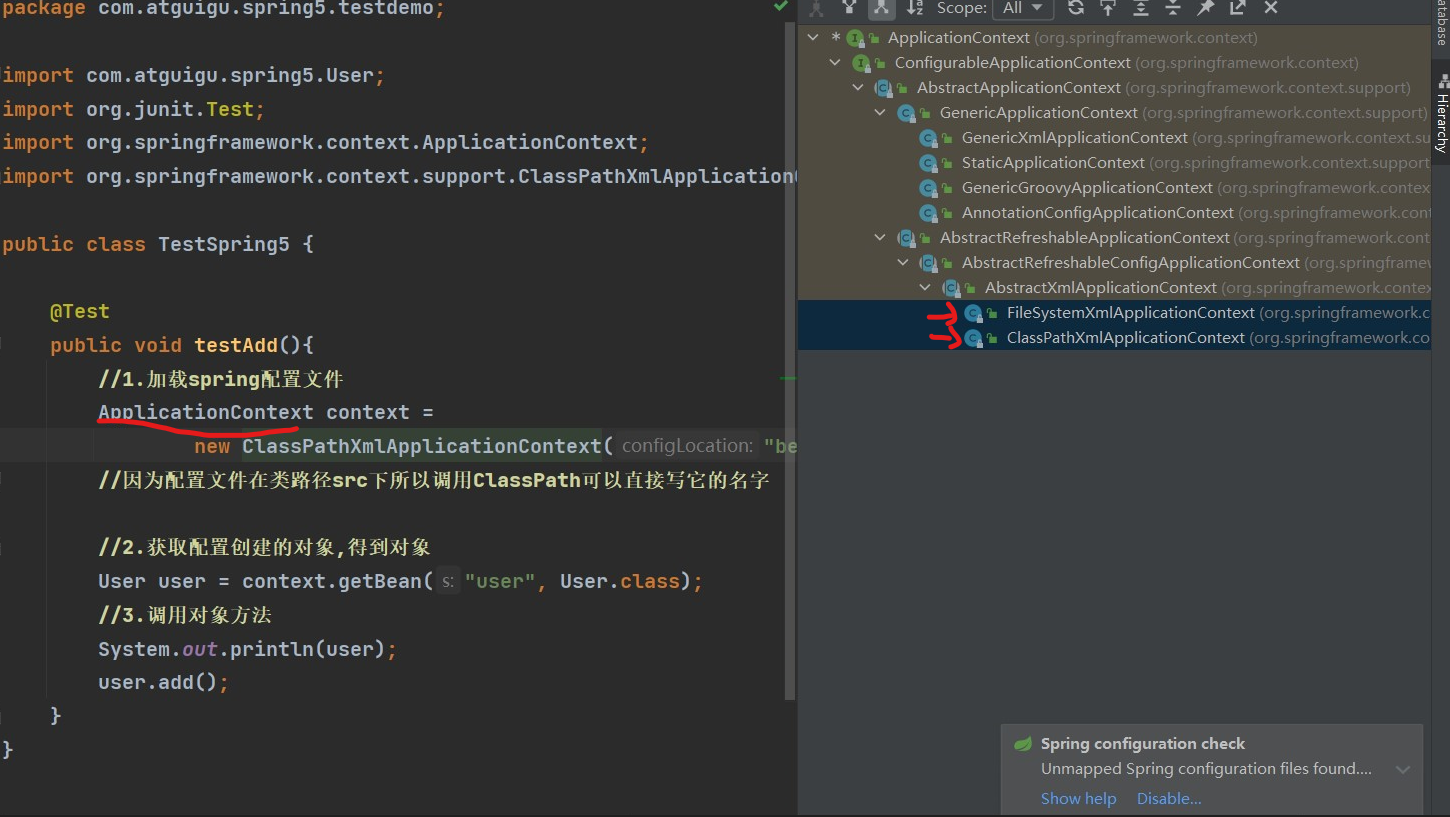 package com.atguigu.spring5.testdemo;
import com.atguigu.spring5.User;
import org.junit.Test;
import org.springframework.context.ApplicationContext;
import org.springframework.context.support.ClassPathXmlApplication
public class TestSpring5 {
@Test
public void testAdd(){
//1.加载spring配置文件
ApplicationContext context =
new ClassPathXmlApplicationContext( configLocation: "be
//因为配置文件在类路径src下所以调用ClassPath可以直接写它的名字
//2.获取配置创建的对象,得到对象
User user = context.getBean( s: "user", User.class);
//3.调用对象方法
System.out.println(user);
user.add();
}
}
Scope: All
* ApplicationContext (org.springframework.context)
ConfigurableApplicationContext (org.springframework.context)
AbstractApplicationContext (org.springframework.context.support)
GenericApplicationContext (org.springframework.context.support)
GenericXmlApplicationContext (org.springframework.context.su
StaticApplicationContext (org.springframework.context.support
GenericGroovyApplicationContext (org.springframework.contex
AnnotationConfigApplicationContext (org.springframework.con
AbstractRefreshableApplicationContext (org.springframework.cont
AbstractRefreshableConfigApplicationContext (org.springframew
AbstractXmlApplicationContext (org.springframework.contex
FileSystemXmlApplicationContext (org.springframework.c
ClassPathXmlApplicationContext (org.springframework.co
atabase
Hierarchy
Spring configuration check
Unmapped Spring configuration files found....
Show help Disable...